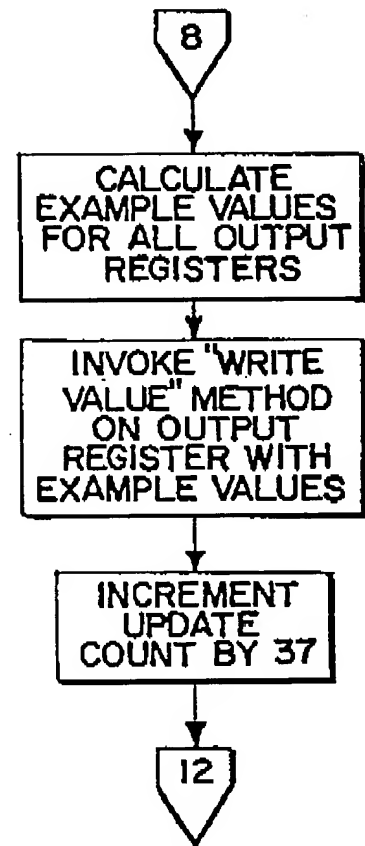 8
CALCULATE
EXAMPLE VALUES
FOR ALL OUTPUT
REGISTERS
INVOKE "WRITE
VALUE" METHOD
ON OUTPUT
REGISTER WITH
EXAMPLE VALUES
INCREMENT
UPDATE
COUNT BY 37
12